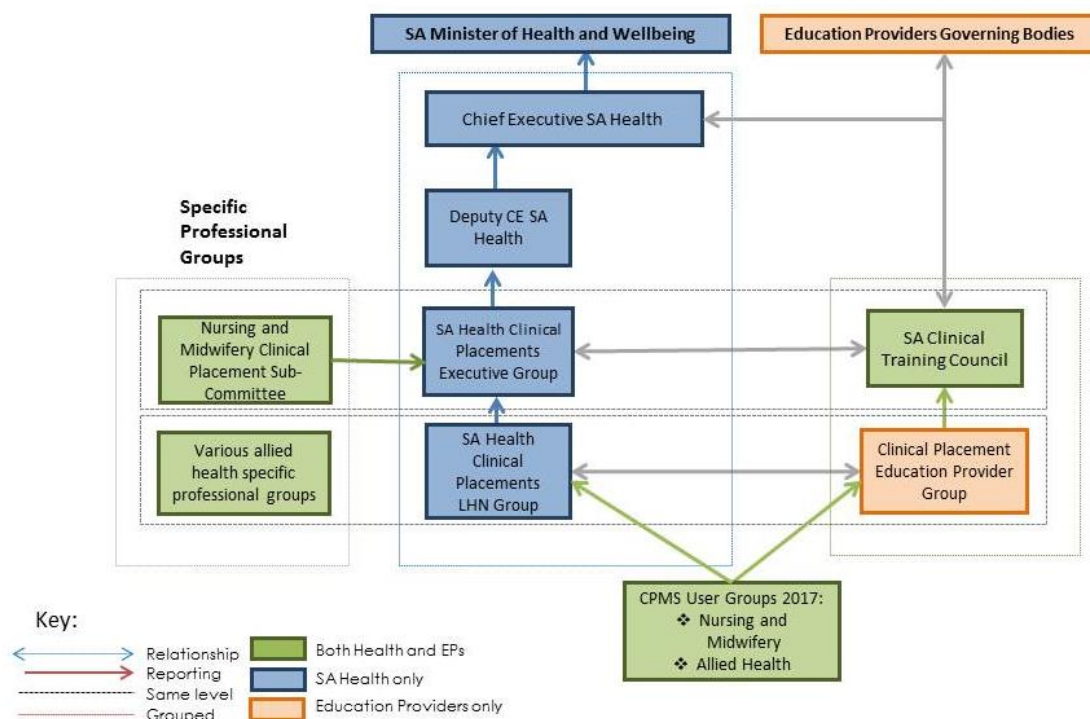 SA Minister of Health and Wellbeing
Education Providers Governing Bodies
Chief Executive SA Health
Specific
Professional
Groups
Deputy CE SA
Health
Nursing and
Midwifery Clinical
Placement Sub-
Committee
SA Health Clinical
Placements
Executive Group
SA Clinical
Training Council
Various allied
health specific
professional groups
SA Health
Clinical
Placements
LHN Group
Clinical Placement
Education Provider
Group
CPMS User Groups 2017:
❖ Nursing and
Midwifery
❖ Allied Health
Key:
Relationship
Reporting
Same level
Grouped
Both Health and EPs
SA Health only
Education Providers only